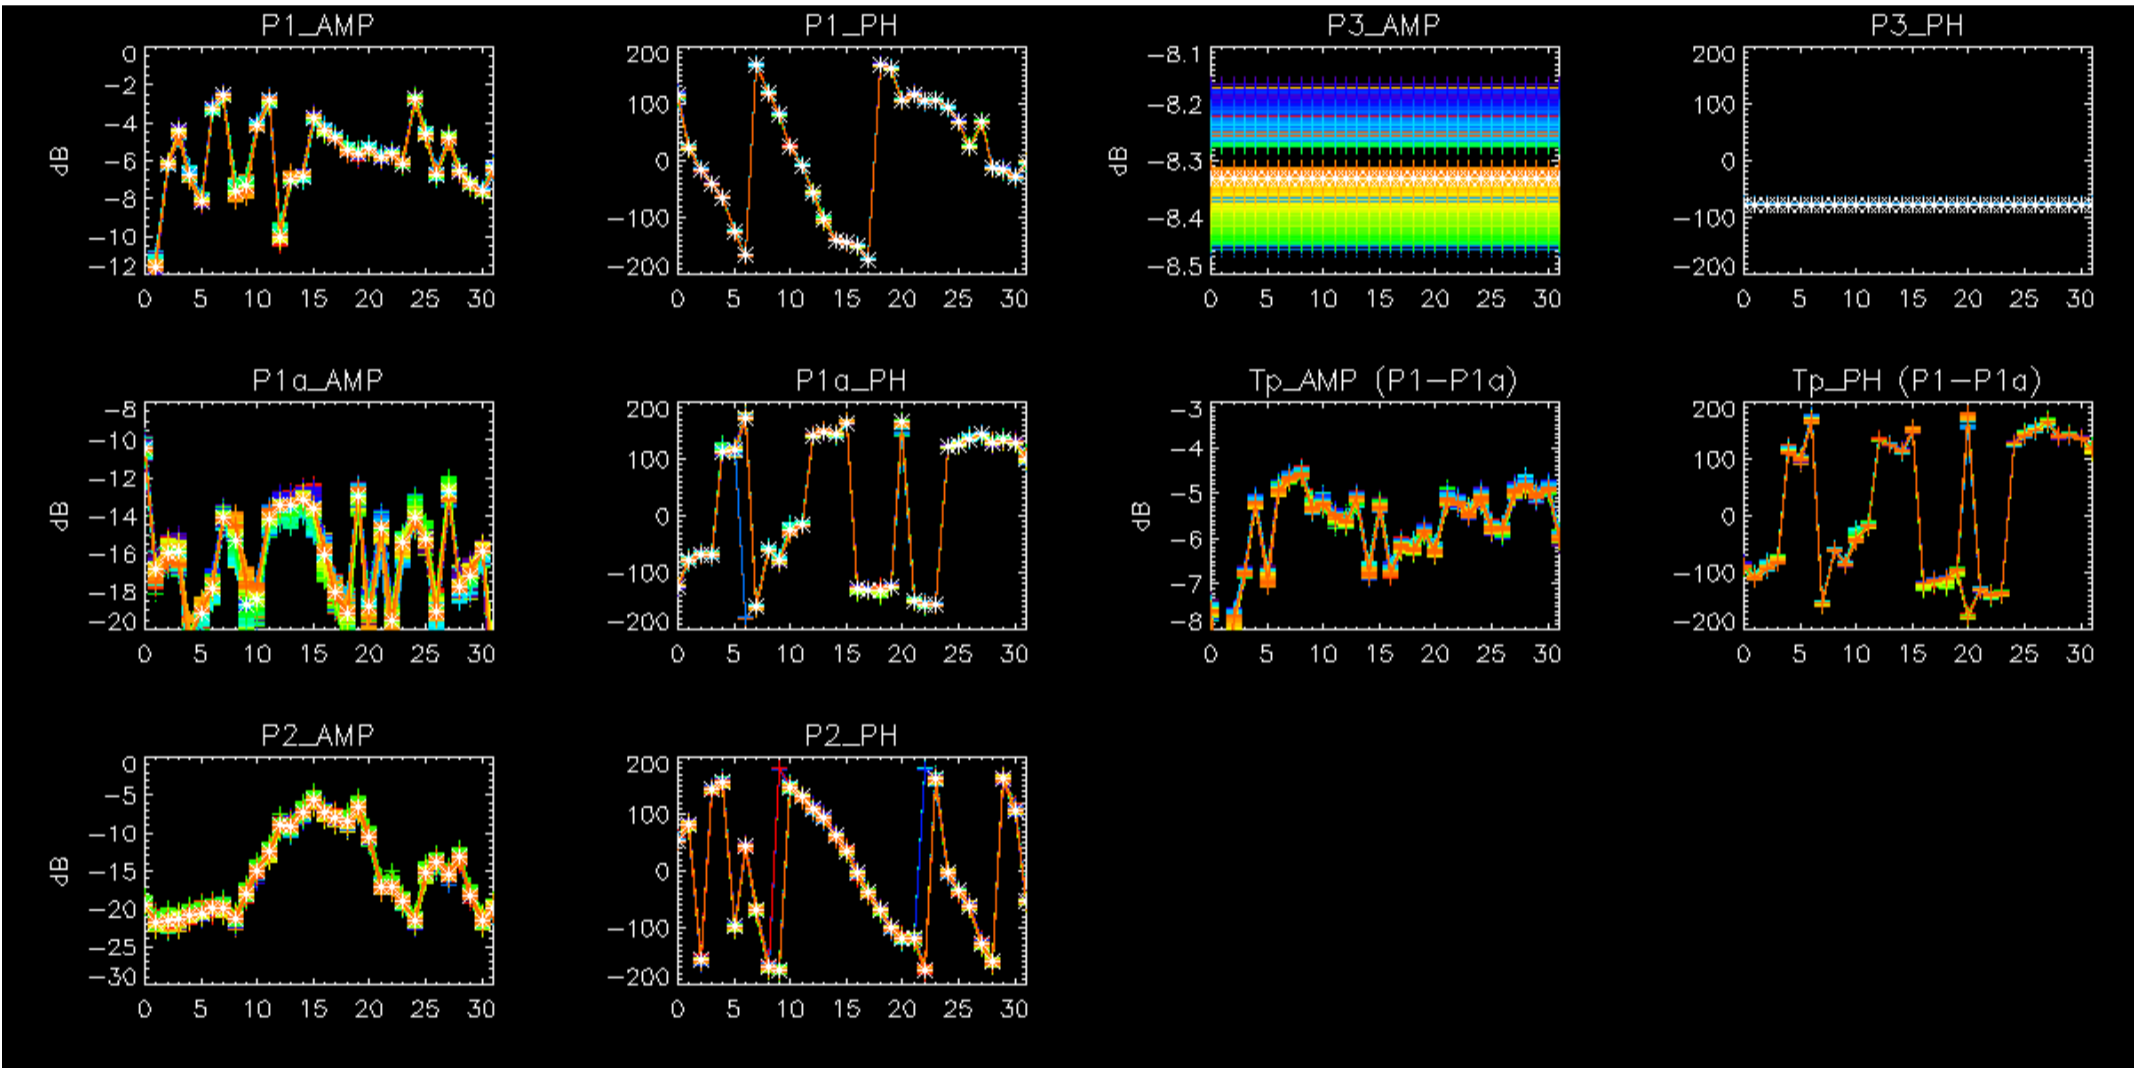 P1_AMP
P1_PH
P3_AMP
P3_PH
0
-2
-4
-6
-8
-10
-12
dB
0 5 10 15 20 25 30
200
100
0
-100
-200
0 5 10 15 20 25 30
-8.1
-8.2
-8.3
-8.4
-8.5
dB
0 5 10 15 20 25 30
200
100
0
-100
-200
0 5 10 15 20 25 30
P1a_AMP
P1a_PH
Tp_AMP (P1-P1a)
Tp_PH (P1-P1a)
-8
-10
-12
-14
-16
-18
-20
dB
0 5 10 15 20 25 30
200
100
0
-100
-200
0 5 10 15 20 25 30
-3
-4
-5
-6
-7
-8
dB
0 5 10 15 20 25 30
200
100
0
-100
-200
0 5 10 15 20 25 30
P2_AMP
P2_PH
0
-5
-10
-15
-20
-25
-30
dB
0 5 10 15 20 25 30
200
100
0
-100
-200
0 5 10 15 20 25 30